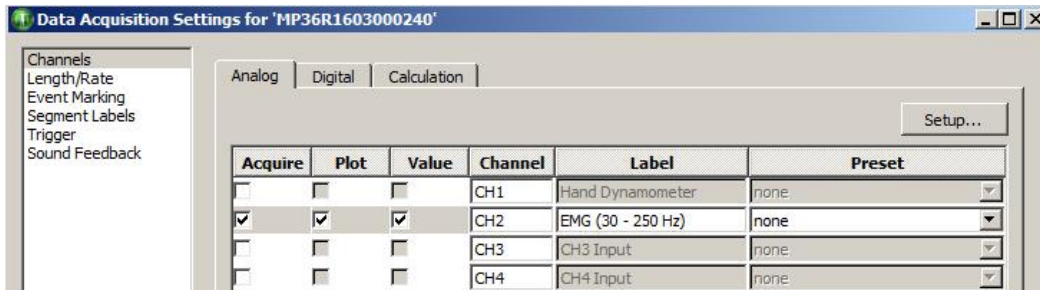 Data Acquisition Settings for 'MP36R1603000240'
Channels
Length/Rate
Event Marking
Segment Labels
Trigger
Sound Feedback
Analog Digital Calculation
Setup...
Acquire Plot Value Channel Label Preset
CH1 Hand Dynamometer none
CH2 EMG (30 - 250 Hz) none
CH3 CH3 Input none
CH4 CH4 Input none